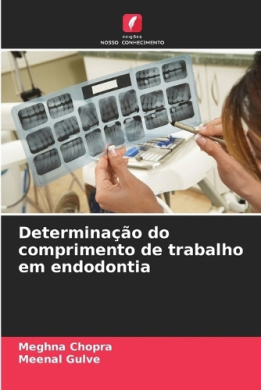 edições
NOSSO CONHECIMENTO
Determinação do
comprimento de trabalho
em endodontia
Meghna Chopra
Meenal Gulve